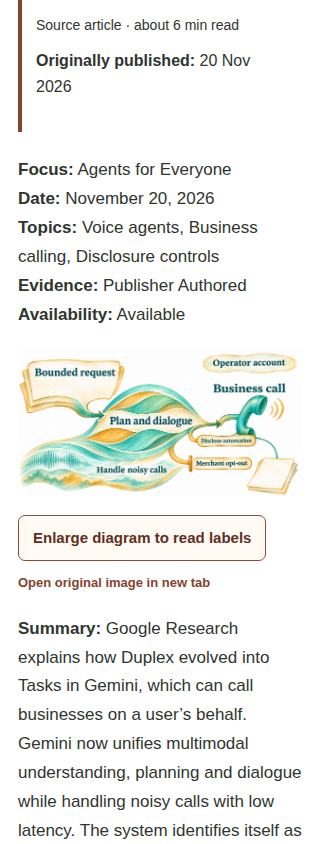 Source article · about 6 min read
Originally published: 20 Nov
2026
Focus: Agents for Everyone
Date: November 20, 2026
Topics: Voice agents, Business
calling, Disclosure controls
Evidence: Publisher Authored
Availability: Available
Bounded request
Operator account
Business call
Plan and dialogue
Disclose automation
Handle noisy calls
Merchant opt-out
Enlarge diagram to read labels
Open original image in new tab
Summary: Google Research
explains how Duplex evolved into
Tasks in Gemini, which can call
businesses on a user’s behalf.
Gemini now unifies multimodal
understanding, planning and dialogue
while handling noisy calls with low
latency. The system identifies itself as